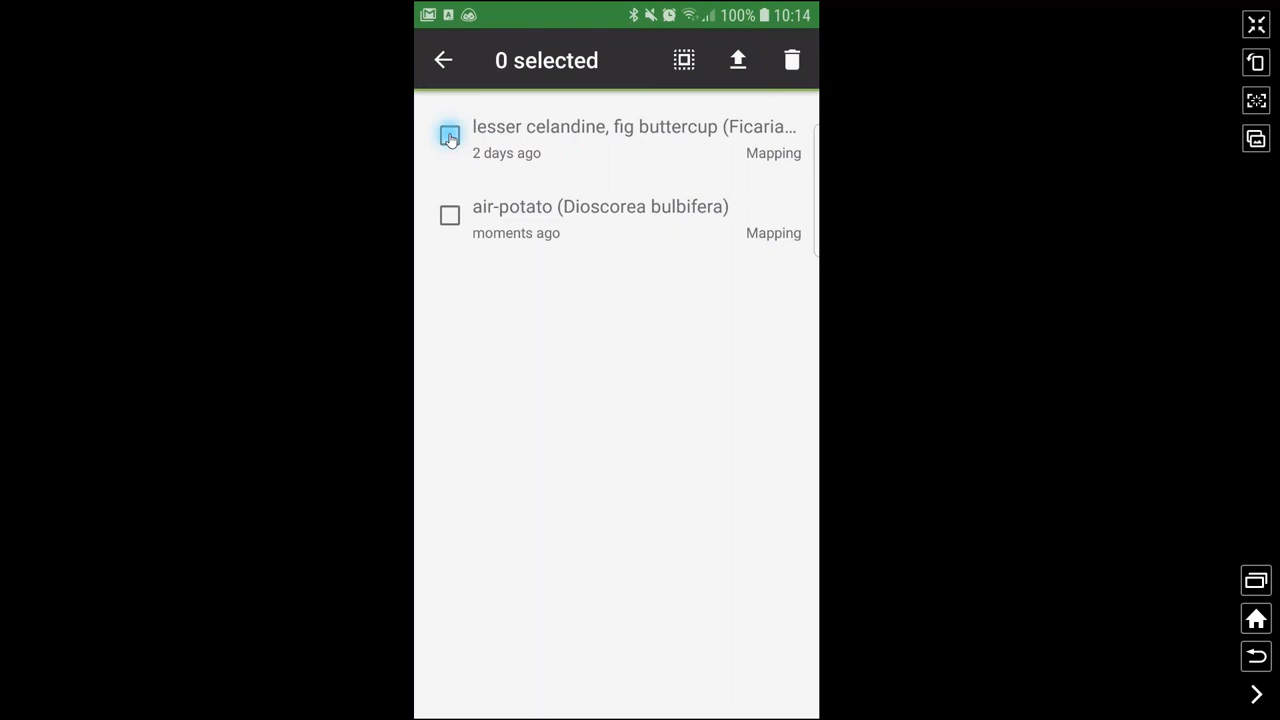 100% 10:14
0 selected
lesser celandine, fig buttercup (Ficaria...
2 days ago Mapping
air-potato (Dioscorea bulbifera)
moments ago Mapping